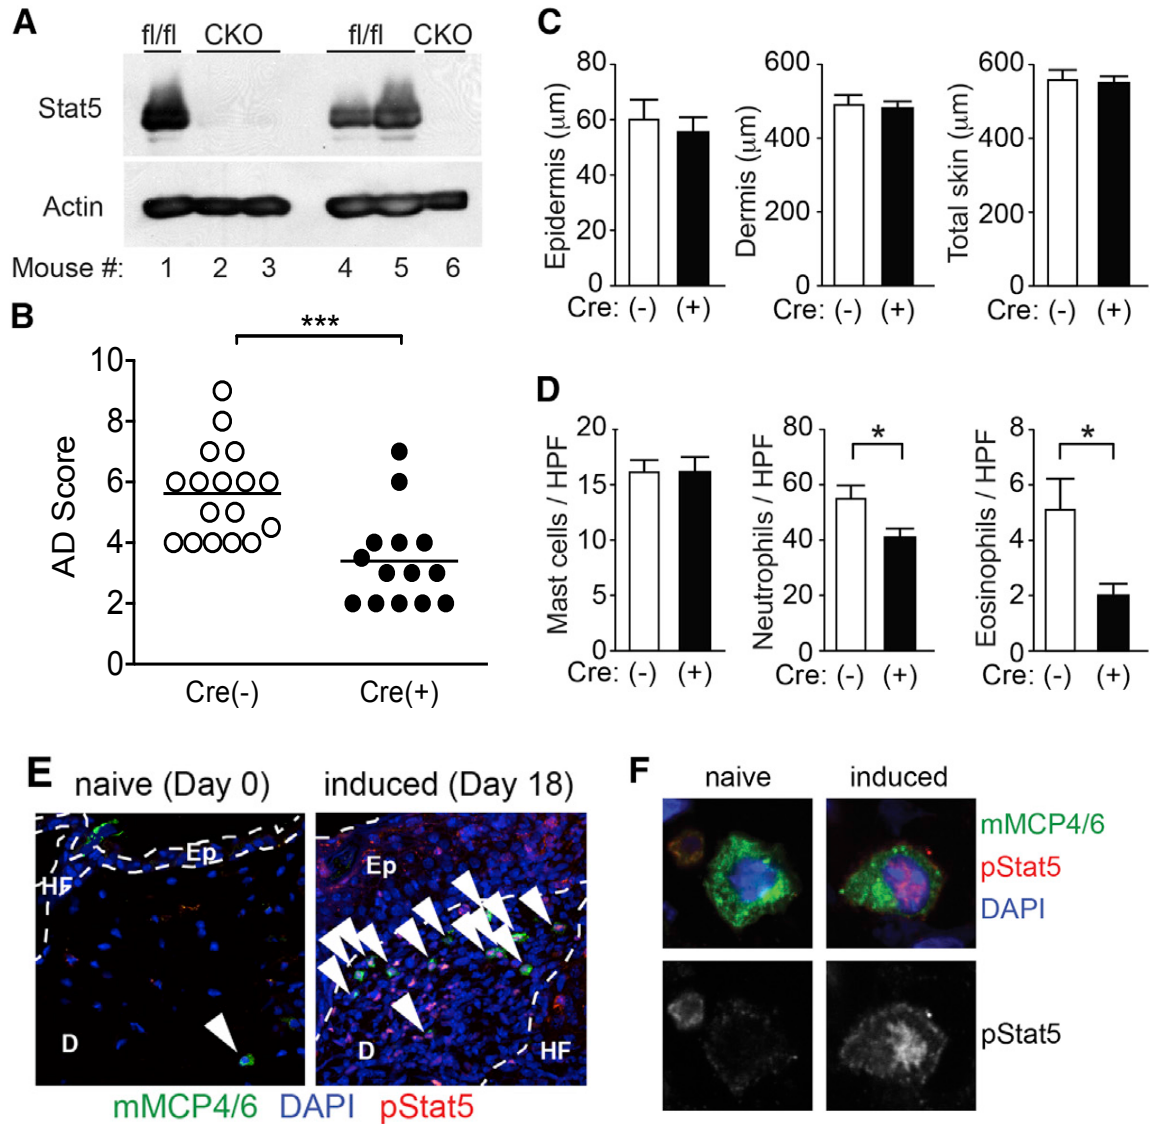 A
fl/fl CKO fl/fl CKO
Stat5
Actin
Mouse #: 1 2 3 4 5 6
B
***
10
8
6
4
2
0
AD Score
Cre(-) Cre(+)
C
80
60
40
20
0
Epidermis (μm)
Cre: (-) (+)
600
400
200
0
Dermis (μm)
Cre: (-) (+)
600
400
200
0
Total skin (μm)
Cre: (-) (+)
D
20
15
10
5
0
Mast cells / HPF
Cre: (-) (+)
80
60
40
20
0
Neutrophils / HPF
*
Cre: (-) (+)
8
6
4
2
0
Eosinophils / HPF
*
Cre: (-) (+)
E
naive (Day 0) induced (Day 18)
Ep
HF
D
Ep
D
HF
mMCP4/6 DAPI pStat5
F
naive induced
mMCP4/6
pStat5
DAPI
pStat5